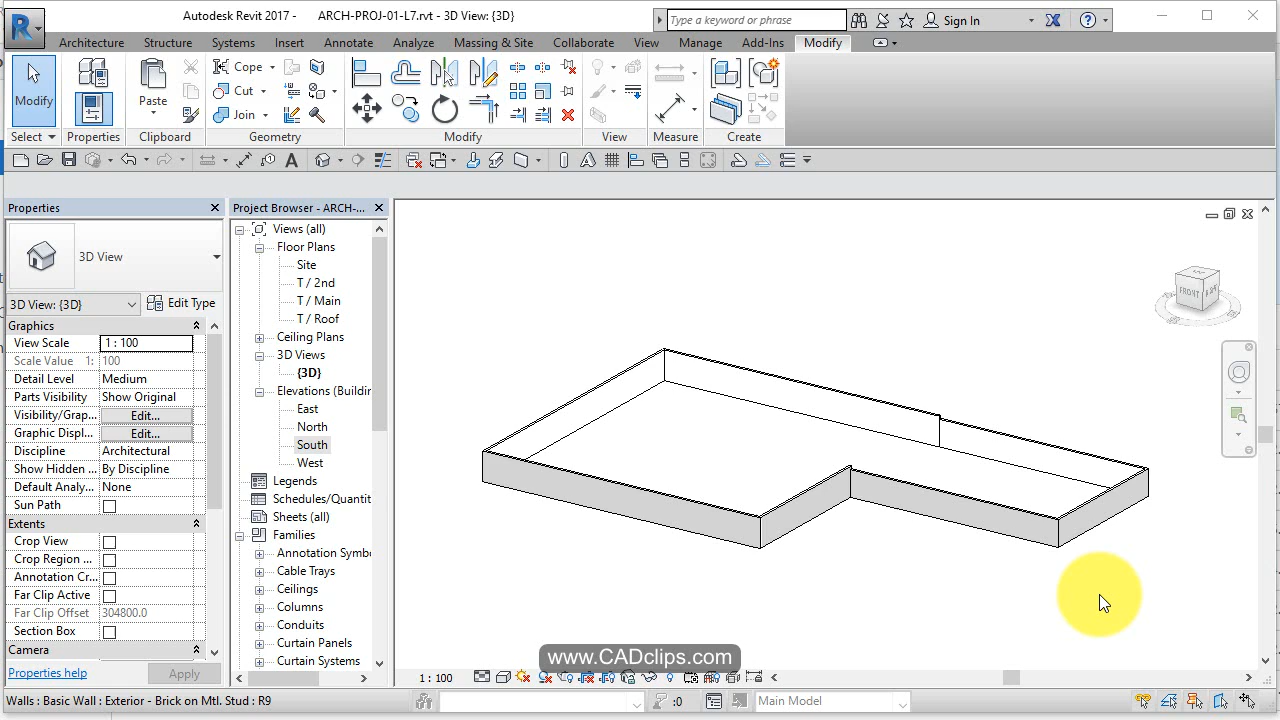 Autodesk Revit 2017 - ARCH-PROJ-01-L7.rvt - 3D View: {3D}
Type a keyword or phrase
Sign In
Architecture Structure Systems Insert Annotate Analyze Massing & Site Collaborate View Manage Add-Ins Modify
Modify
Paste
Cope
Cut
Join
Select Properties Clipboard Geometry Modify View Measure Create
Properties
3D View
3D View: {3D} Edit Type
Graphics
View Scale 1 : 100
Scale Value 1: 100
Detail Level Medium
Parts Visibility Show Original
Visibility/Grap... Edit...
Graphic Displ... Edit...
Discipline Architectural
Show Hidden ... By Discipline
Default Analy... None
Sun Path
Extents
Crop View
Crop Region ...
Annotation Cr...
Far Clip Active
Far Clip Offset 304800.0
Section Box
Camera
Properties help Apply
Project Browser - ARCH-...
Views (all)
Floor Plans
Site
T / 2nd
T / Main
T / Roof
Ceiling Plans
3D Views
{3D}
Elevations (Buildin
East
North
South
West
Legends
Schedules/Quantit
Sheets (all)
Families
Annotation Symbo
Cable Trays
Ceilings
Columns
Conduits
Curtain Panels
Curtain Systems
FRONT
www.CADclips.com
1 : 100
Walls : Basic Wall : Exterior - Brick on Mtl. Stud : R9
:0
Main Model